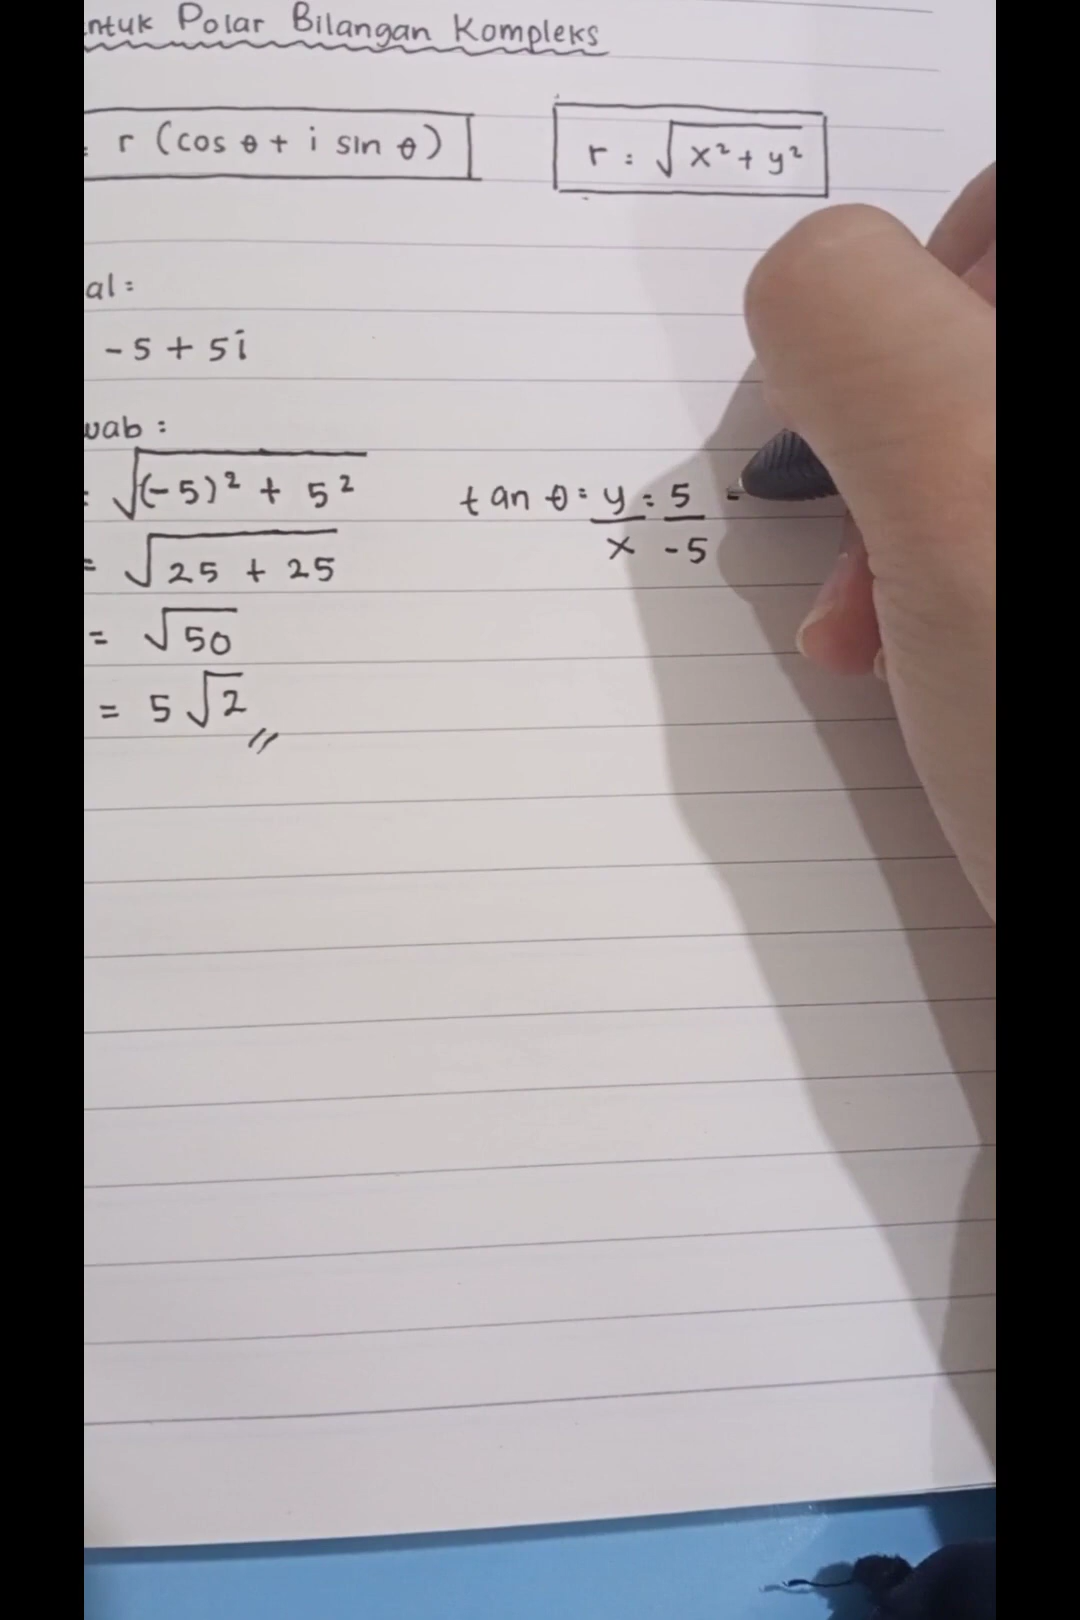 ntuk Polar Bilangan Kompleks
= r (cos θ + i sin θ)
r = √x² + y²
al :
-5 + 5i
wab :
= √(-5)² + 5²
= √25 + 25
= √50
= 5√2 //
tan θ = y/x = 5/-5 =